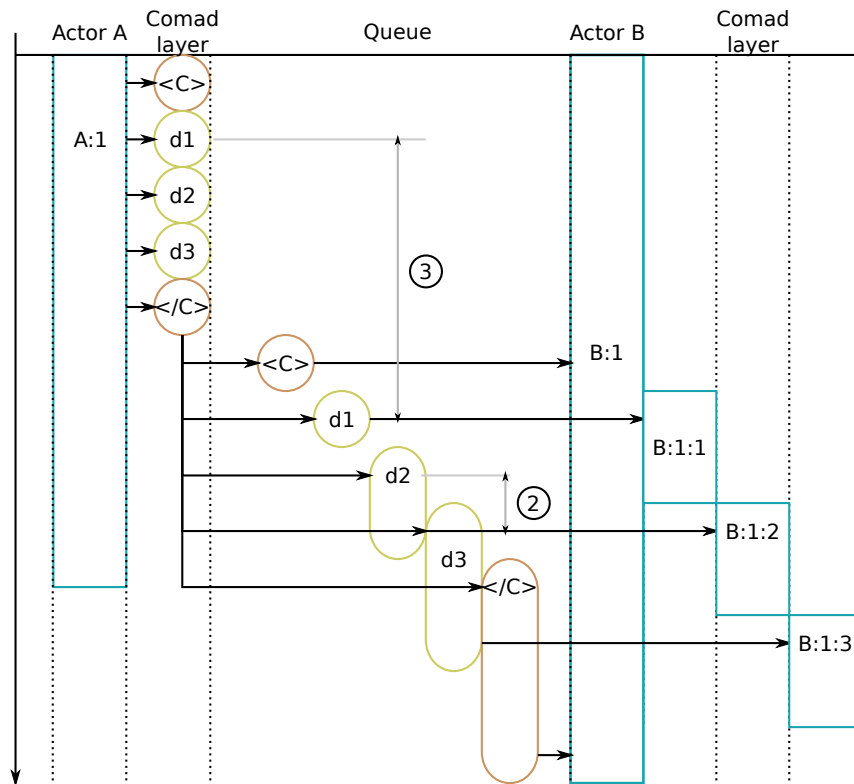 Actor A
Comad
layer
Queue
Actor B
Comad
layer
<C>
A:1
d1
d2
d3
3
</C>
<C>
B:1
d1
B:1:1
d2
2
B:1:2
d3
</C>
B:1:3